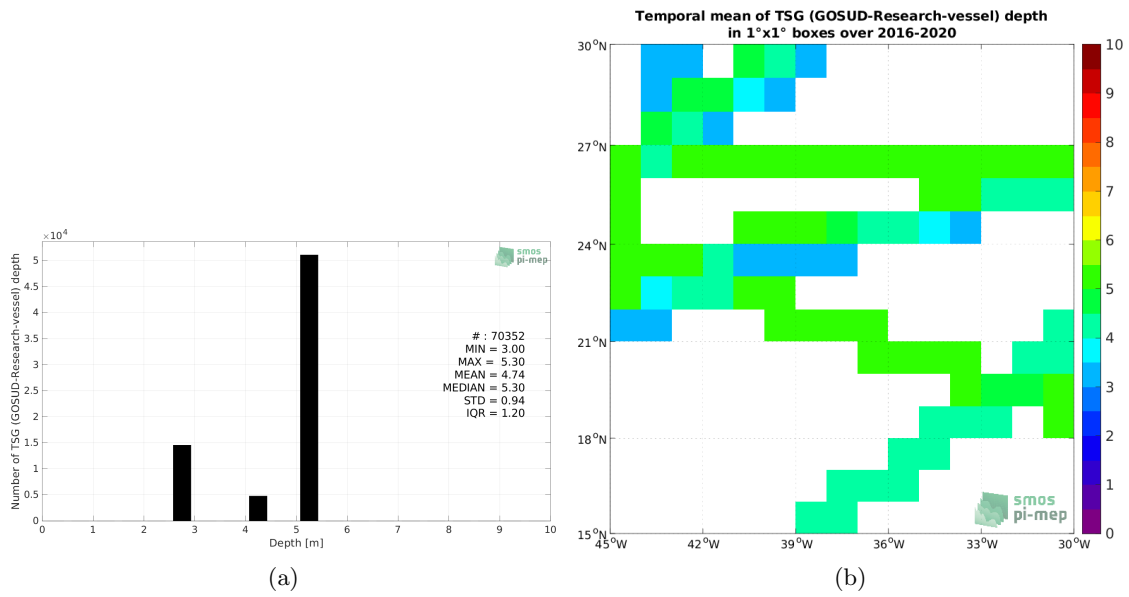 ×10⁴
5
4.5
4
3.5
3
2.5
2
1.5
1
0.5
0
Number of TSG (GOSUD-Research-vessel) depth
0 1 2 3 4 5 6 7 8 9 10
Depth [m]
smos
pi-mep
# : 70352
MIN = 3.00
MAX = 5.30
MEAN = 4.74
MEDIAN = 5.30
STD = 0.94
IQR = 1.20
(a)
Temporal mean of TSG (GOSUD-Research-vessel) depth
in 1°x1° boxes over 2016-2020
30°N
27°N
24°N
21°N
18°N
15°N
45°W 42°W 39°W 36°W 33°W 30°W
smos
pi-mep
10
9
8
7
6
5
4
3
2
1
0
(b)